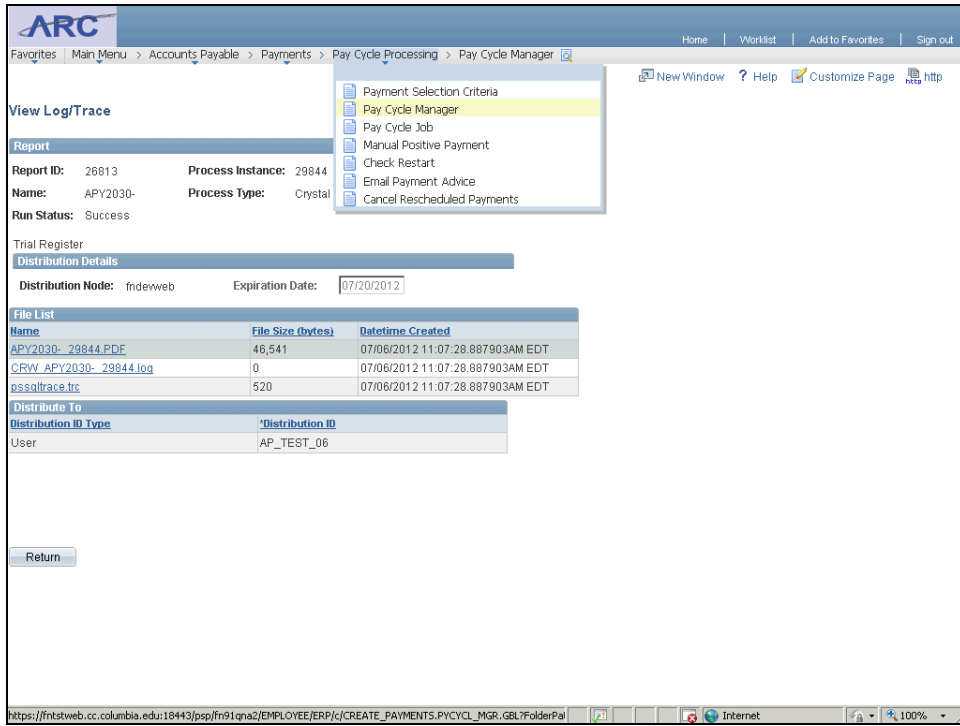 ARC
Home | Worklist | Add to Favorites | Sign out
Favorites Main Menu > Accounts Payable > Payments > Pay Cycle Processing > Pay Cycle Manager
New Window ? Help Customize Page http
Payment Selection Criteria
Pay Cycle Manager
Pay Cycle Job
Manual Positive Payment
Check Restart
Email Payment Advice
Cancel Rescheduled Payments
View Log/Trace
Report
Report ID: 26813 Process Instance: 29844
Name: APY2030- Process Type: Crystal
Run Status: Success
Trial Register
Distribution Details
Distribution Node: fndevweb Expiration Date: 07/20/2012
File List
Name File Size (bytes) Datetime Created
APY2030-_29844.PDF 46,541 07/06/2012 11:07:28.887903AM EDT
CRW_APY2030-_29844.log 0 07/06/2012 11:07:28.887903AM EDT
pssqltrace.trc 520 07/06/2012 11:07:28.887903AM EDT
Distribute To
Distribution ID Type *Distribution ID
User AP_TEST_06
Return
https://fntstweb.cc.columbia.edu:18443/psp/fn91qna2/EMPLOYEE/ERP/c/CREATE_PAYMENTS.PYCYCL_MGR.GBL?FolderPa Internet 100%